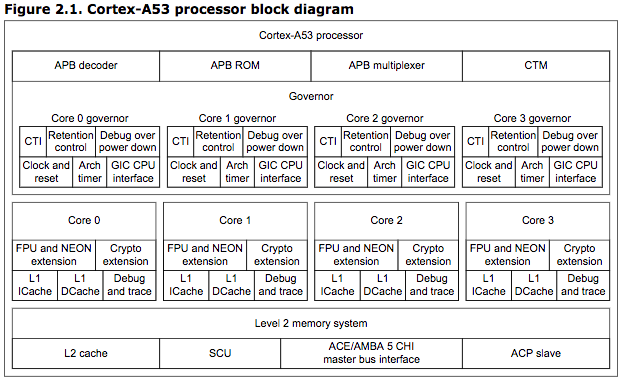 Figure 2.1. Cortex-A53 processor block diagram
Cortex-A53 processor
APB decoder
APB ROM
APB multiplexer
CTM
Governor
Core 0 governor
CTI
Retention
control
Debug over
power down
Clock and
reset
Arch
timer
GIC CPU
interface
Core 1 governor
CTI
Retention
control
Debug over
power down
Clock and
reset
Arch
timer
GIC CPU
interface
Core 2 governor
CTI
Retention
control
Debug over
power down
Clock and
reset
Arch
timer
GIC CPU
interface
Core 3 governor
CTI
Retention
control
Debug over
power down
Clock and
reset
Arch
timer
GIC CPU
interface
Core 0
FPU and NEON
extension
Crypto
extension
L1
ICache
L1
DCache
Debug
and trace
Core 1
FPU and NEON
extension
Crypto
extension
L1
ICache
L1
DCache
Debug
and trace
Core 2
FPU and NEON
extension
Crypto
extension
L1
ICache
L1
DCache
Debug
and trace
Core 3
FPU and NEON
extension
Crypto
extension
L1
ICache
L1
DCache
Debug
and trace
Level 2 memory system
L2 cache
SCU
ACE/AMBA 5 CHI
master bus interface
ACP slave